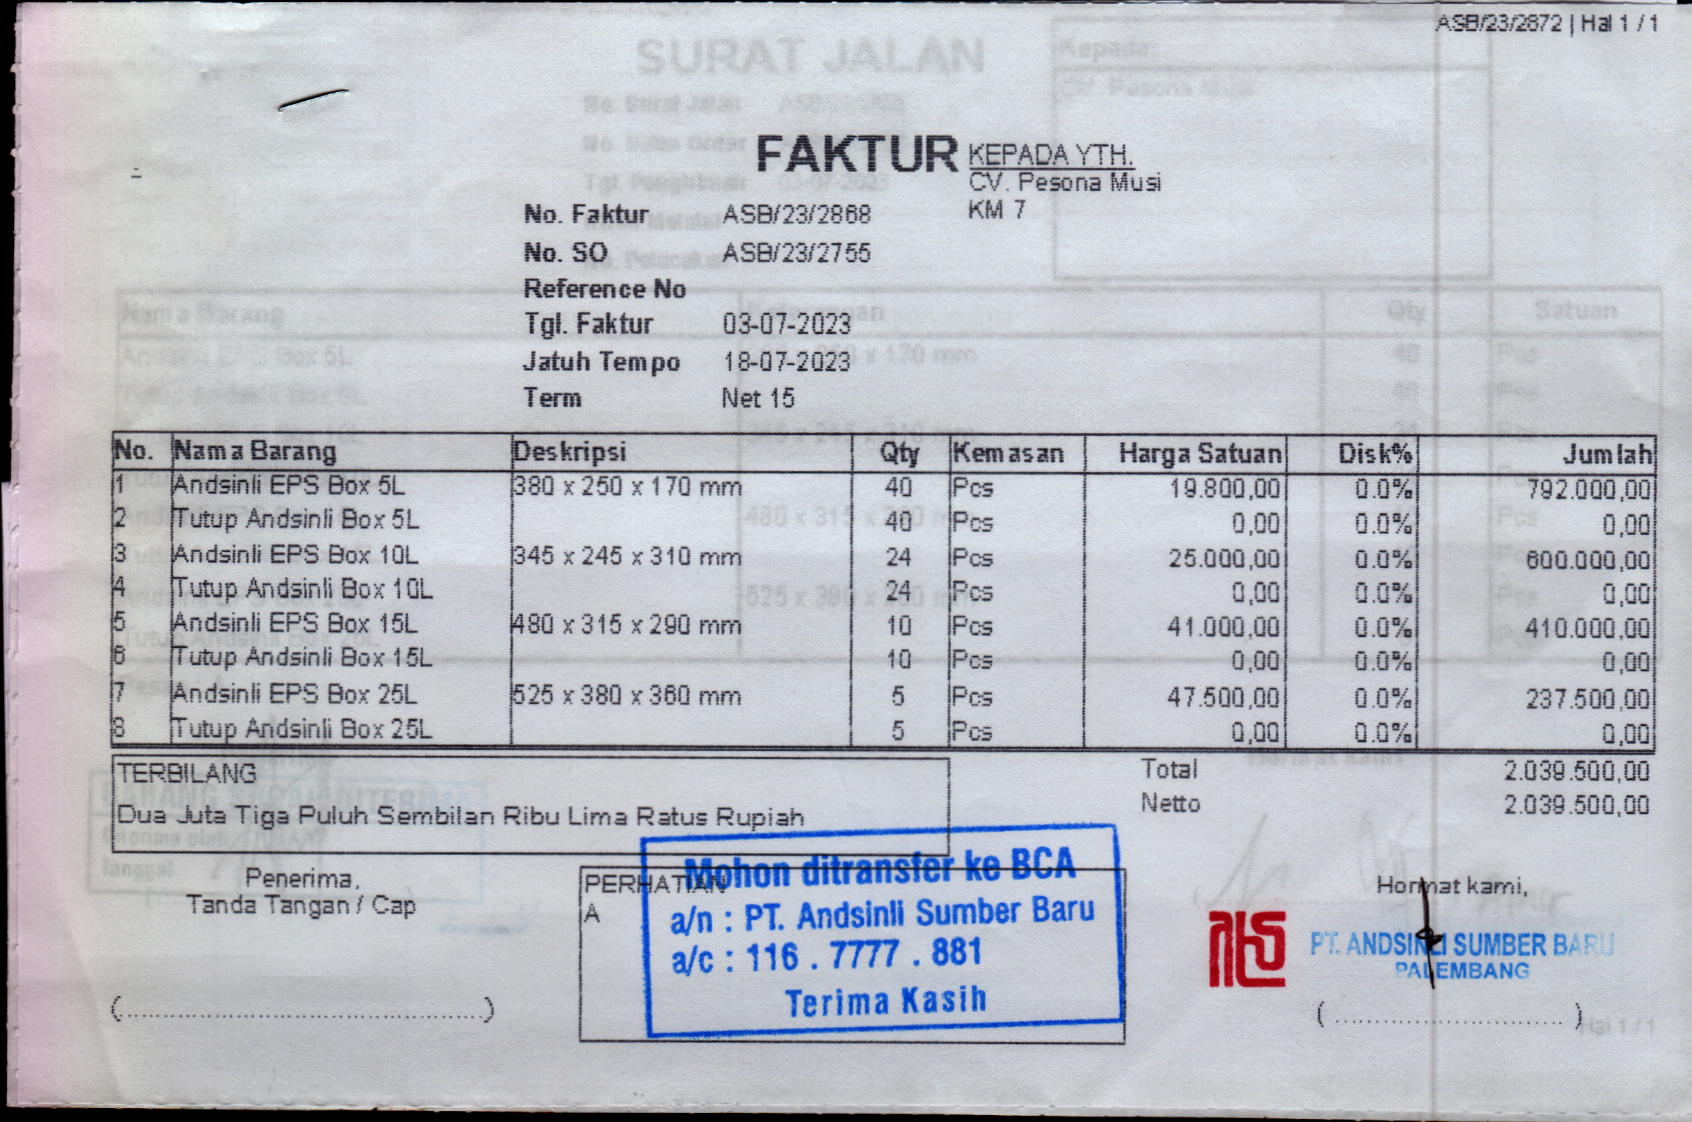 ASB/23/2872 | Hal 1 / 1
SURAT JALAN
Kepada:
CV. Pesona Musi
FAKTUR
KEPADA YTH.
CV. Pesona Musi
KM 7
No. Faktur ASB/23/2868
No. SO ASB/23/2755
Reference No
Tgl. Faktur 03-07-2023
Jatuh Tempo 18-07-2023
Term Net 15
No. Nama Barang Deskripsi Qty Kemasan Harga Satuan Disk% Jumlah
1 Andsinli EPS Box 5L 380 x 250 x 170 mm 40 Pcs 19.800,00 0.0% 792.000,00
2 Tutup Andsinli Box 5L 40 Pcs 0,00 0.0% 0,00
3 Andsinli EPS Box 10L 345 x 245 x 310 mm 24 Pcs 25.000,00 0.0% 600.000,00
4 Tutup Andsinli Box 10L 24 Pcs 0,00 0.0% 0,00
5 Andsinli EPS Box 15L 480 x 315 x 290 mm 10 Pcs 41.000,00 0.0% 410.000,00
6 Tutup Andsinli Box 15L 10 Pcs 0,00 0.0% 0,00
7 Andsinli EPS Box 25L 525 x 380 x 360 mm 5 Pcs 47.500,00 0.0% 237.500,00
8 Tutup Andsinli Box 25L 5 Pcs 0,00 0.0% 0,00
TERBILANG
Dua Juta Tiga Puluh Sembilan Ribu Lima Ratus Rupiah
Total 2.039.500,00
Netto 2.039.500,00
Penerima,
Tanda Tangan / Cap
(............................................)
PERHATIAN
A
Mohon ditransfer ke BCA
a/n : PT. Andsinli Sumber Baru
a/c : 116 . 7777 . 881
Terima Kasih
Hormat kami,
PT. ANDSINLI SUMBER BARU
PALEMBANG
( ............................ )
Hal 1 / 1